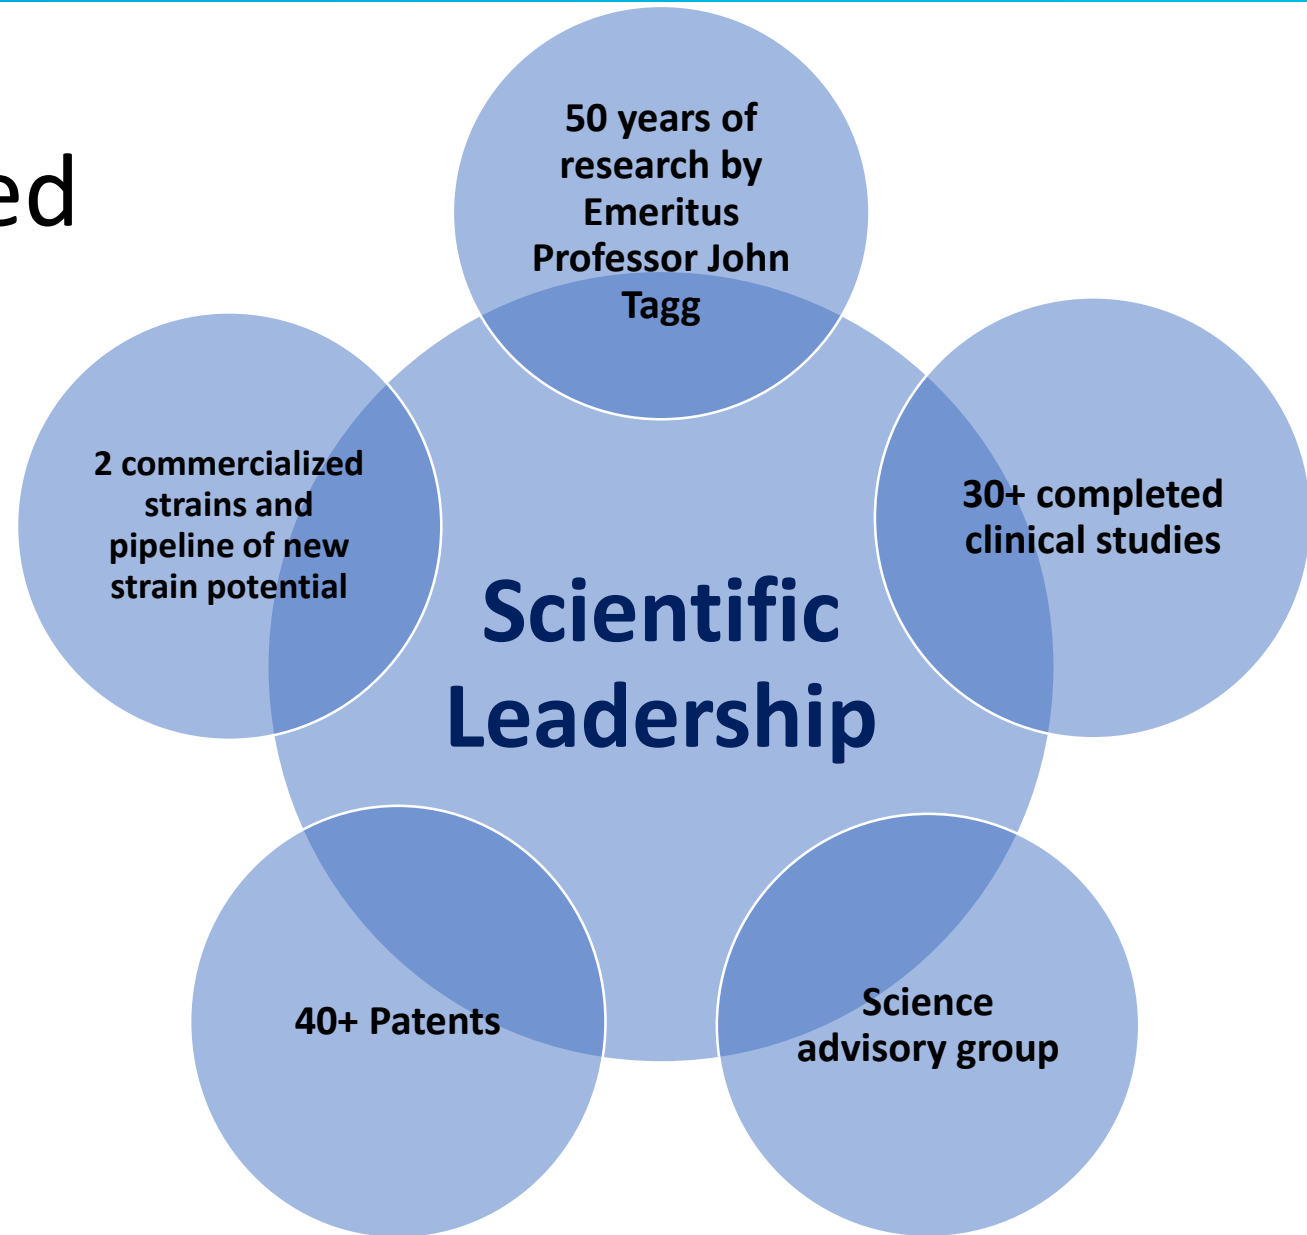 50 years of
research by
Emeritus
Professor John
Tagg
ed
2 commercialized
strains and
pipeline of new
strain potential
30+ completed
clinical studies
Scientific
Leadership
40+ Patents
Science
advisory group